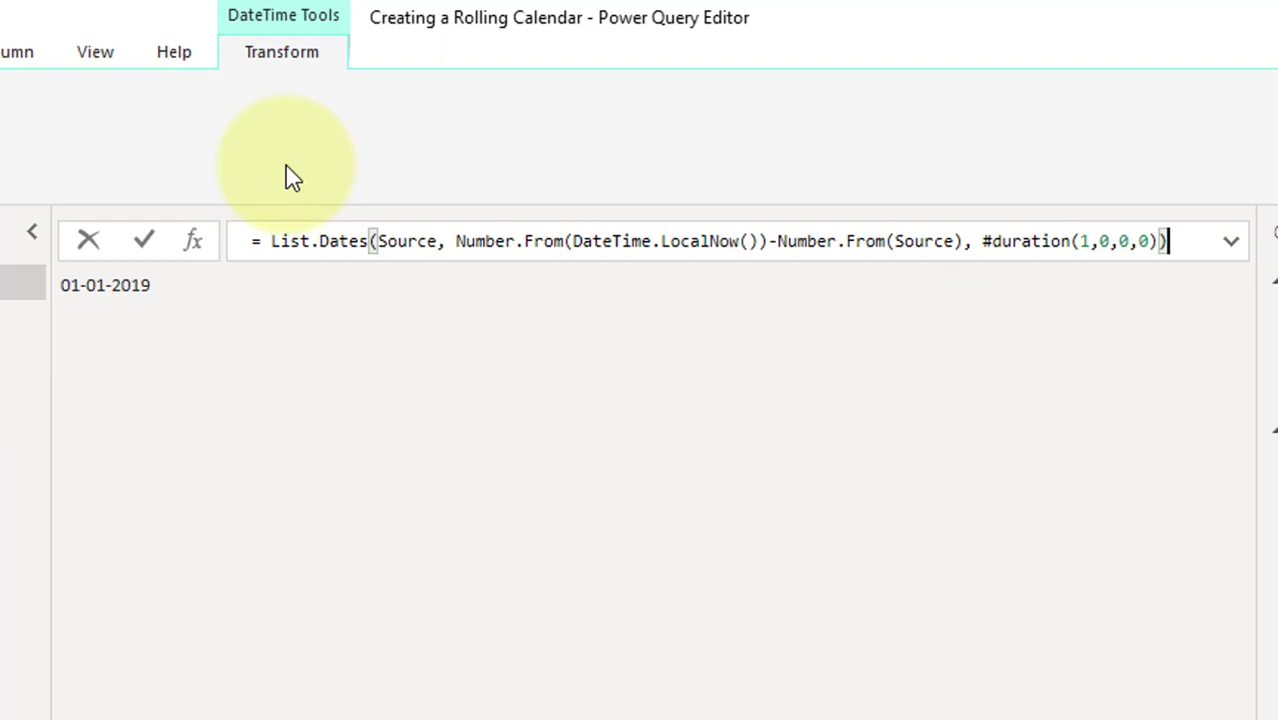 DateTime Tools
Creating a Rolling Calendar - Power Query Editor
umn View Help Transform
fx = List.Dates(Source, Number.From(DateTime.LocalNow())-Number.From(Source), #duration(1,0,0,0))
01-01-2019